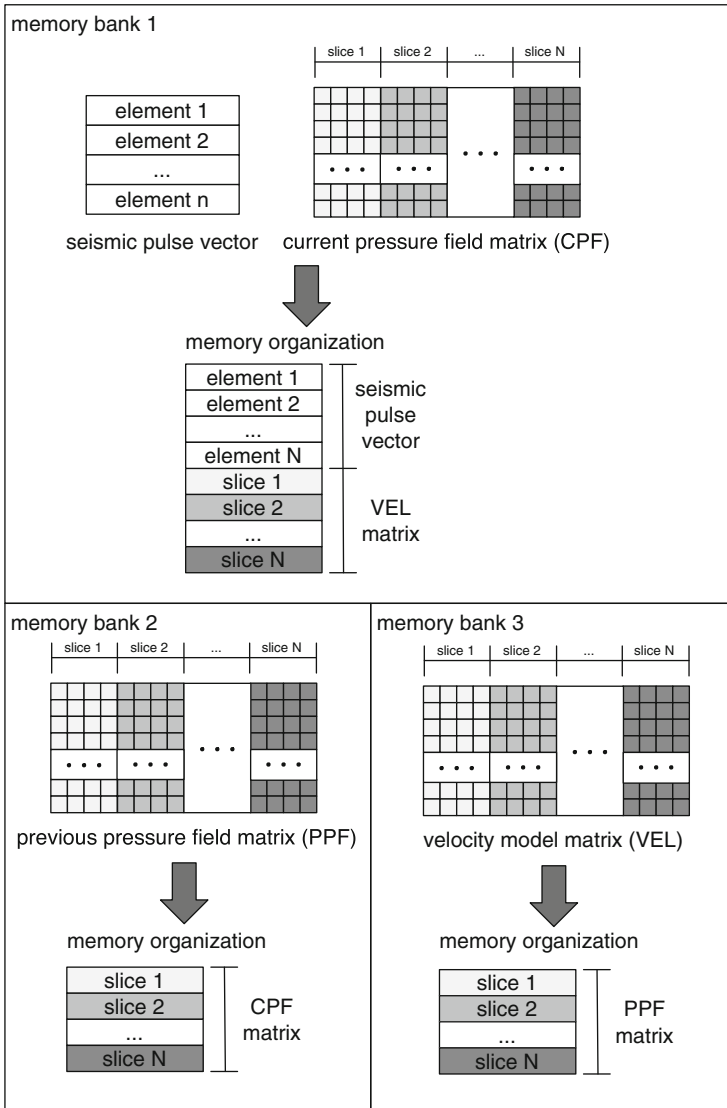 memory bank 1
slice 1 slice 2 ... slice N
element 1
element 2
...
element n
seismic pulse vector
. . .
. . . . . . . . .
current pressure field matrix (CPF)
memory organization
element 1
element 2
...
element N
seismic
pulse
vector
slice 1
slice 2
...
slice N
VEL
matrix
memory bank 2
slice 1 slice 2 ... slice N
. . .
. . . . . . . . .
previous pressure field matrix (PPF)
memory organization
slice 1
slice 2
...
slice N
CPF
matrix
memory bank 3
slice 1 slice 2 ... slice N
. . .
. . . . . . . . .
velocity model matrix (VEL)
memory organization
slice 1
slice 2
...
slice N
PPF
matrix